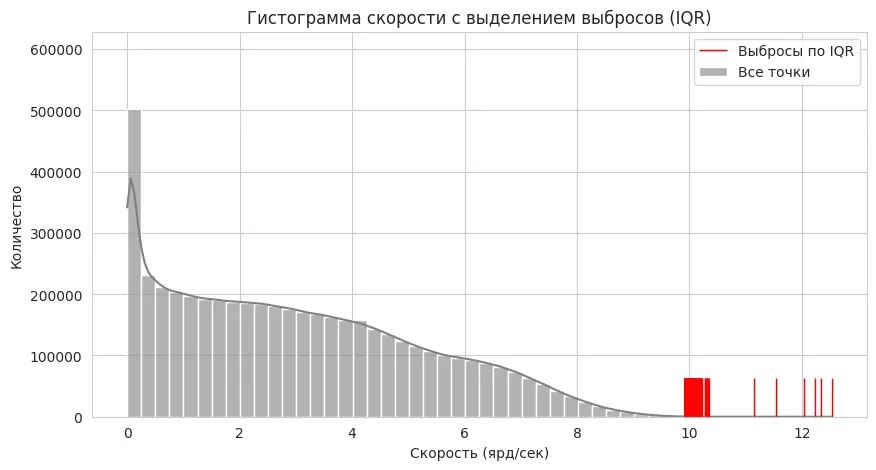 Гистограмма скорости с выделением выбросов (IQR)
Выбросы по IQR
Все точки
Количество
600000
500000
400000
300000
200000
100000
0
0 2 4 6 8 10 12
Скорость (ярд/сек)